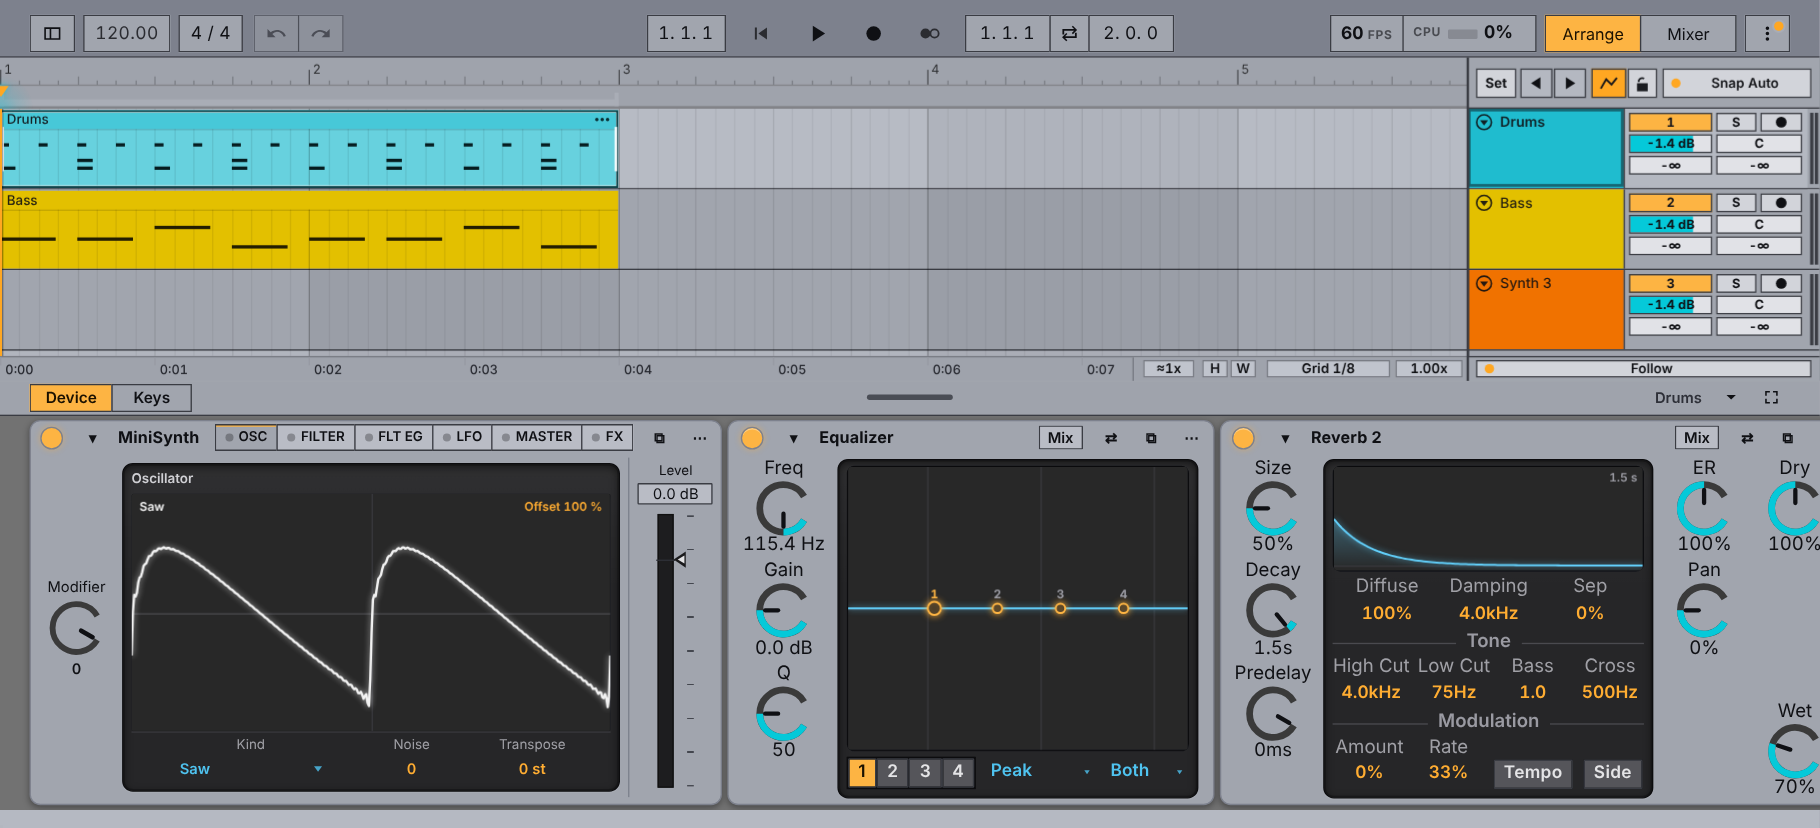 120.00 4 / 4 1. 1. 1 1. 1. 1 2. 0. 0 60 FPS CPU 0% Arrange Mixer
1 2 3 4 5 Set Snap Auto
Drums Drums 1 S
-1.4 dB C
-∞ -∞
Bass Bass 2 S
-1.4 dB C
-∞ -∞
Synth 3 3 S
-1.4 dB C
-∞ -∞
0:00 0:01 0:02 0:03 0:04 0:05 0:06 0:07 ≈1x H W Grid 1/8 1.00x Follow
Device Keys Drums
MiniSynth OSC FILTER FLT EG LFO MASTER FX
Oscillator
Saw Offset 100 %
Modifier
0
Kind Noise Transpose
Saw 0 0 st
Level
0.0 dB
Equalizer Mix
Freq
115.4 Hz
Gain
0.0 dB
Q
50
1 2 3 4
1 2 3 4 Peak Both
Reverb 2 Mix
Size
50%
Decay
1.5s
Predelay
0ms
1.5 s
Diffuse Damping Sep
100% 4.0kHz 0%
Tone
High Cut Low Cut Bass Cross
4.0kHz 75Hz 1.0 500Hz
Modulation
Amount Rate
0% 33% Tempo Side
ER Dry
100% 100%
Pan
0%
Wet
70%